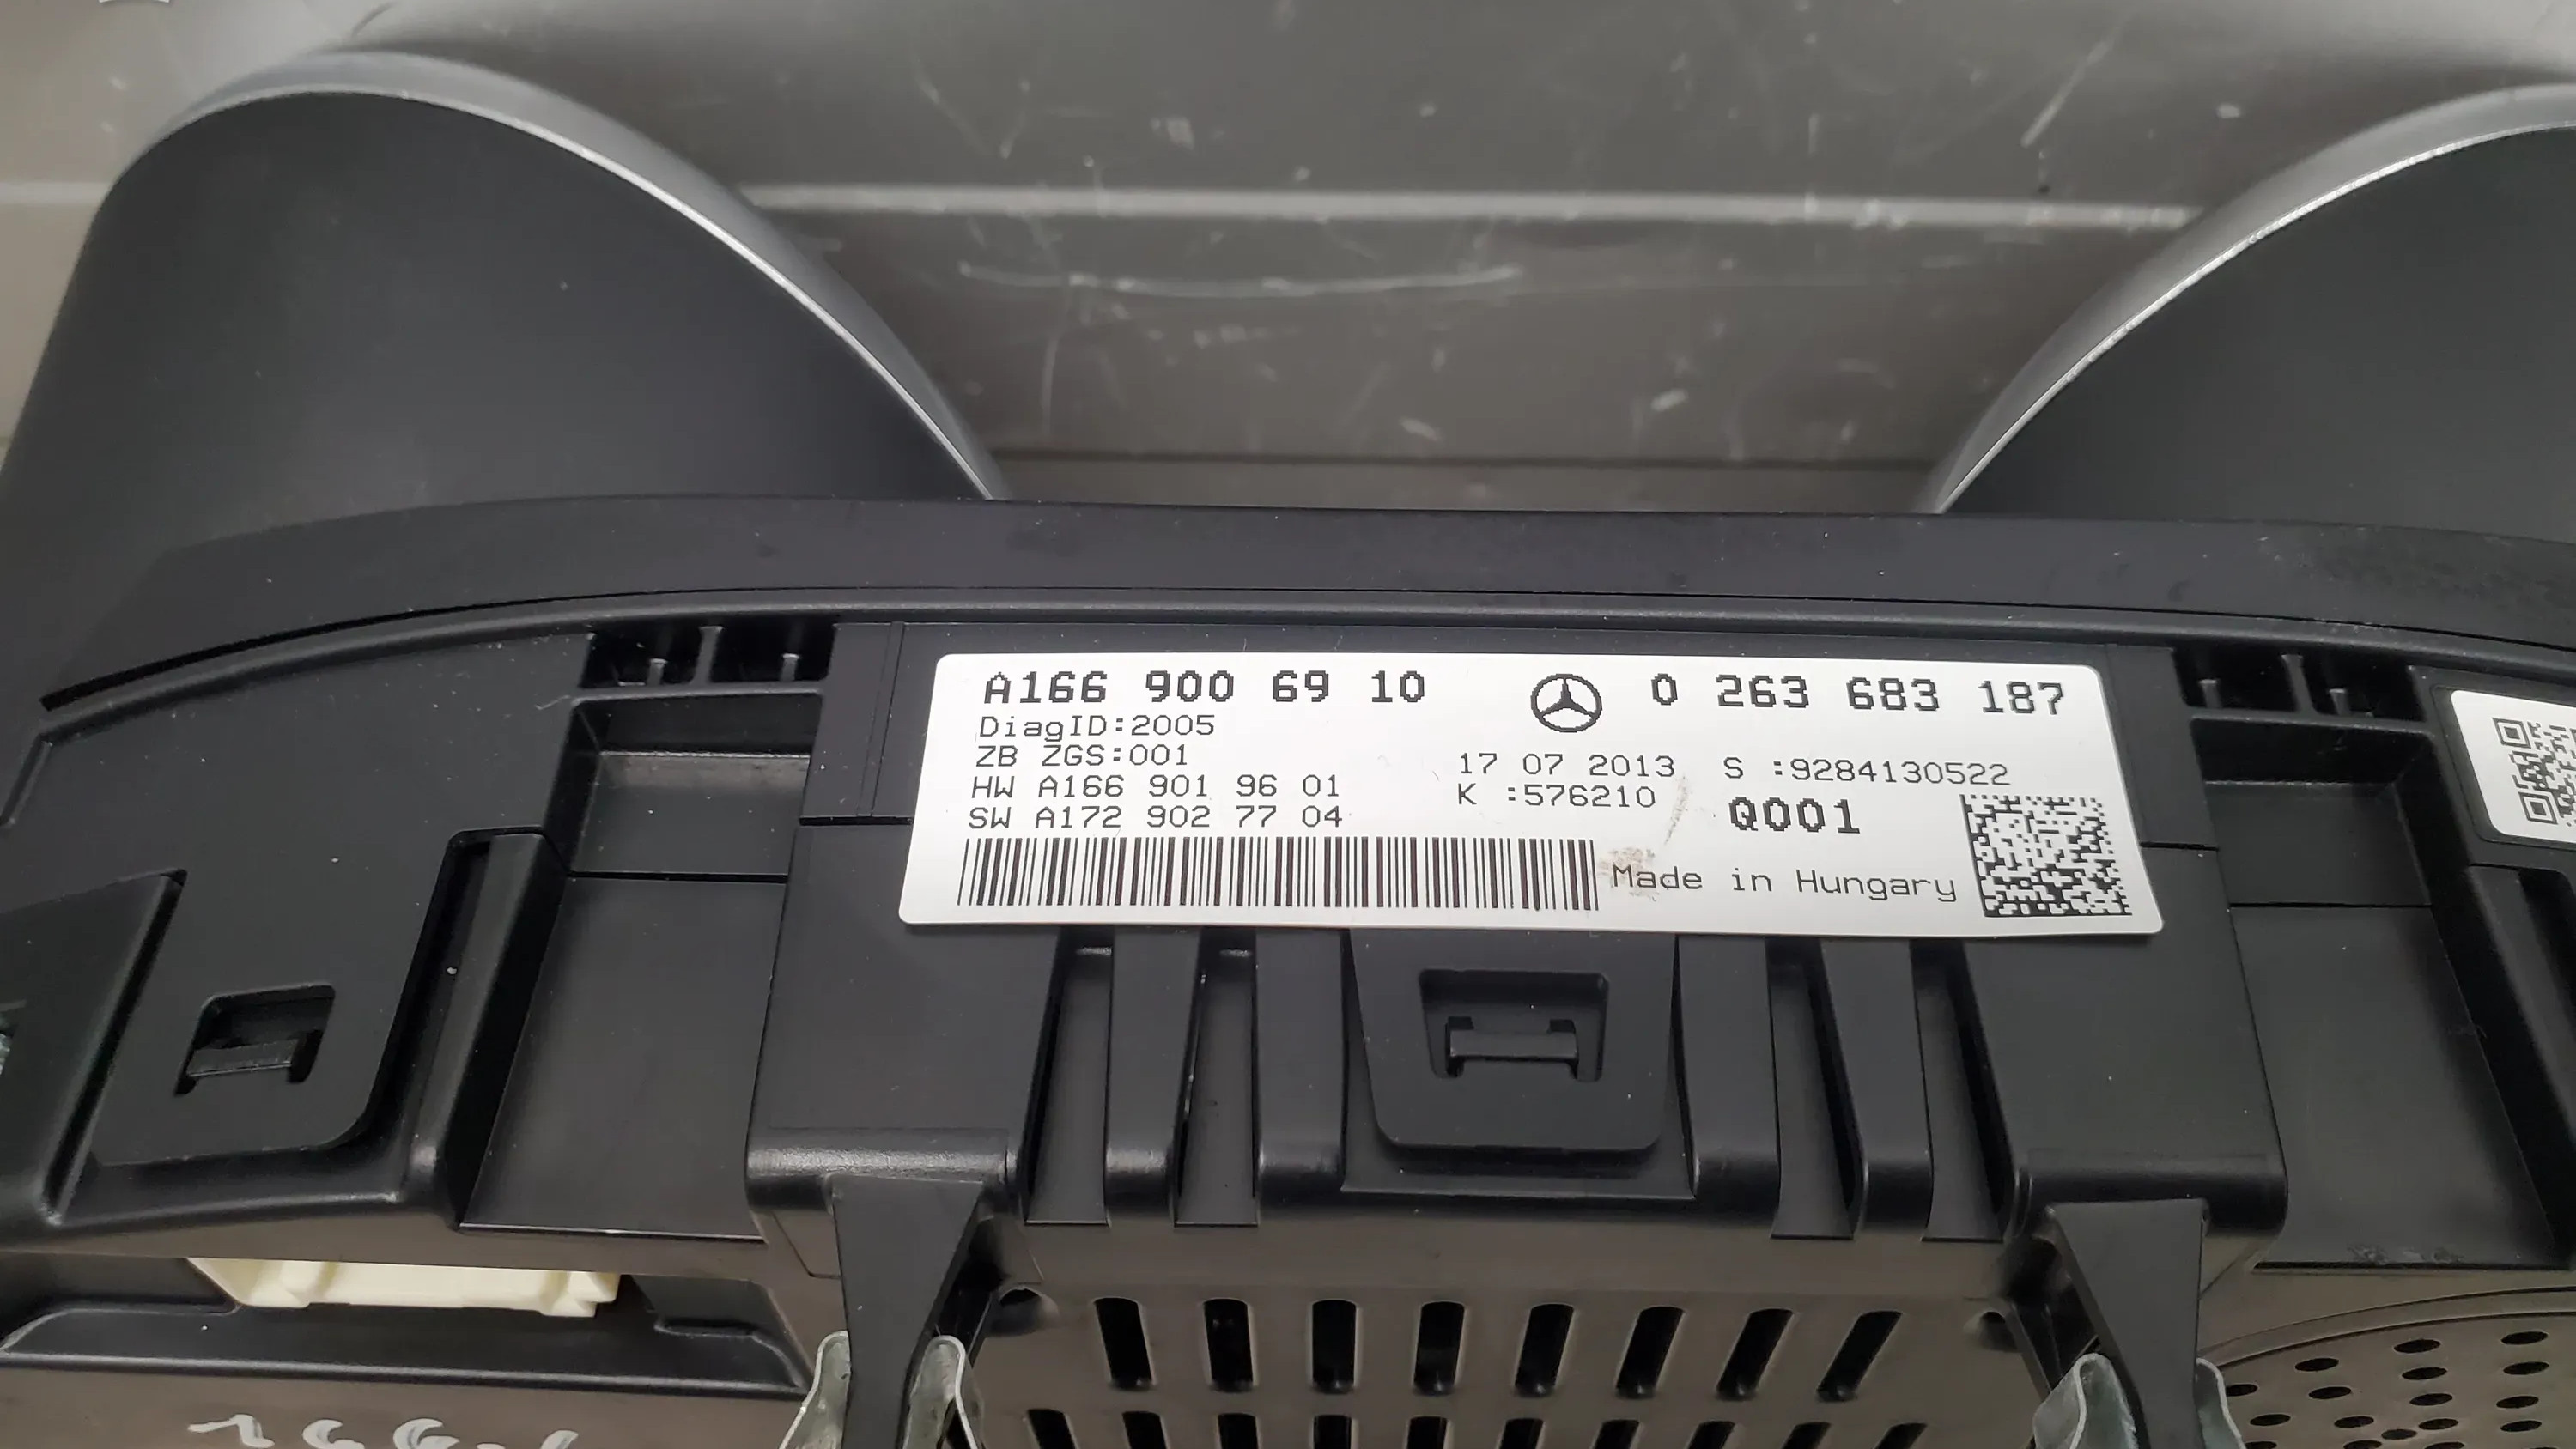 A166 900 69 10
0 263 683 187
DiagID:2005
ZB ZGS:001
17 07 2013 S :9284130522
HW A166 901 96 01
K :576210
Q001
SW A172 902 77 04
Made in Hungary